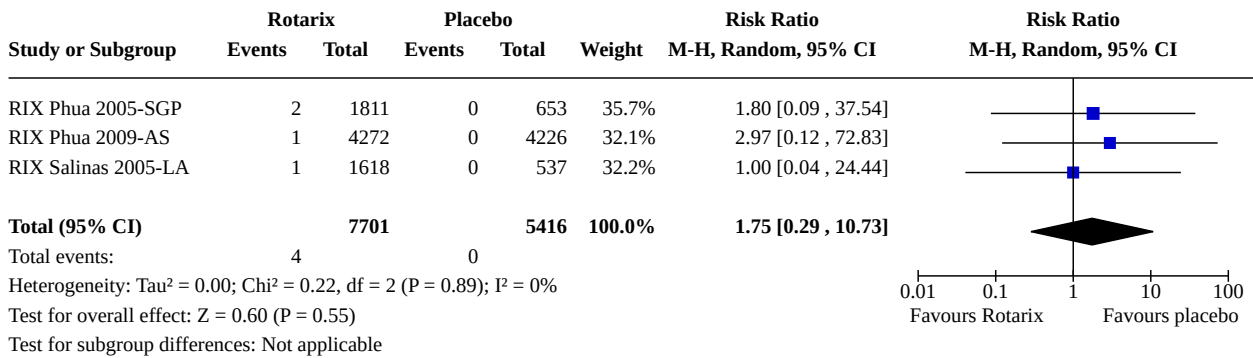 Rotarix Placebo Risk Ratio Risk Ratio
Study or Subgroup Events Total Events Total Weight M-H, Random, 95% CI M-H, Random, 95% CI
RIX Phua 2005-SGP 2 1811 0 653 35.7% 1.80 [0.09 , 37.54]
RIX Phua 2009-AS 1 4272 0 4226 32.1% 2.97 [0.12 , 72.83]
RIX Salinas 2005-LA 1 1618 0 537 32.2% 1.00 [0.04 , 24.44]
Total (95% CI) 7701 5416 100.0% 1.75 [0.29 , 10.73]
Total events: 4 0
Heterogeneity: Tau² = 0.00; Chi² = 0.22, df = 2 (P = 0.89); I² = 0%
Test for overall effect: Z = 0.60 (P = 0.55)
Test for subgroup differences: Not applicable
0.01 0.1 1 10 100
Favours Rotarix Favours placebo